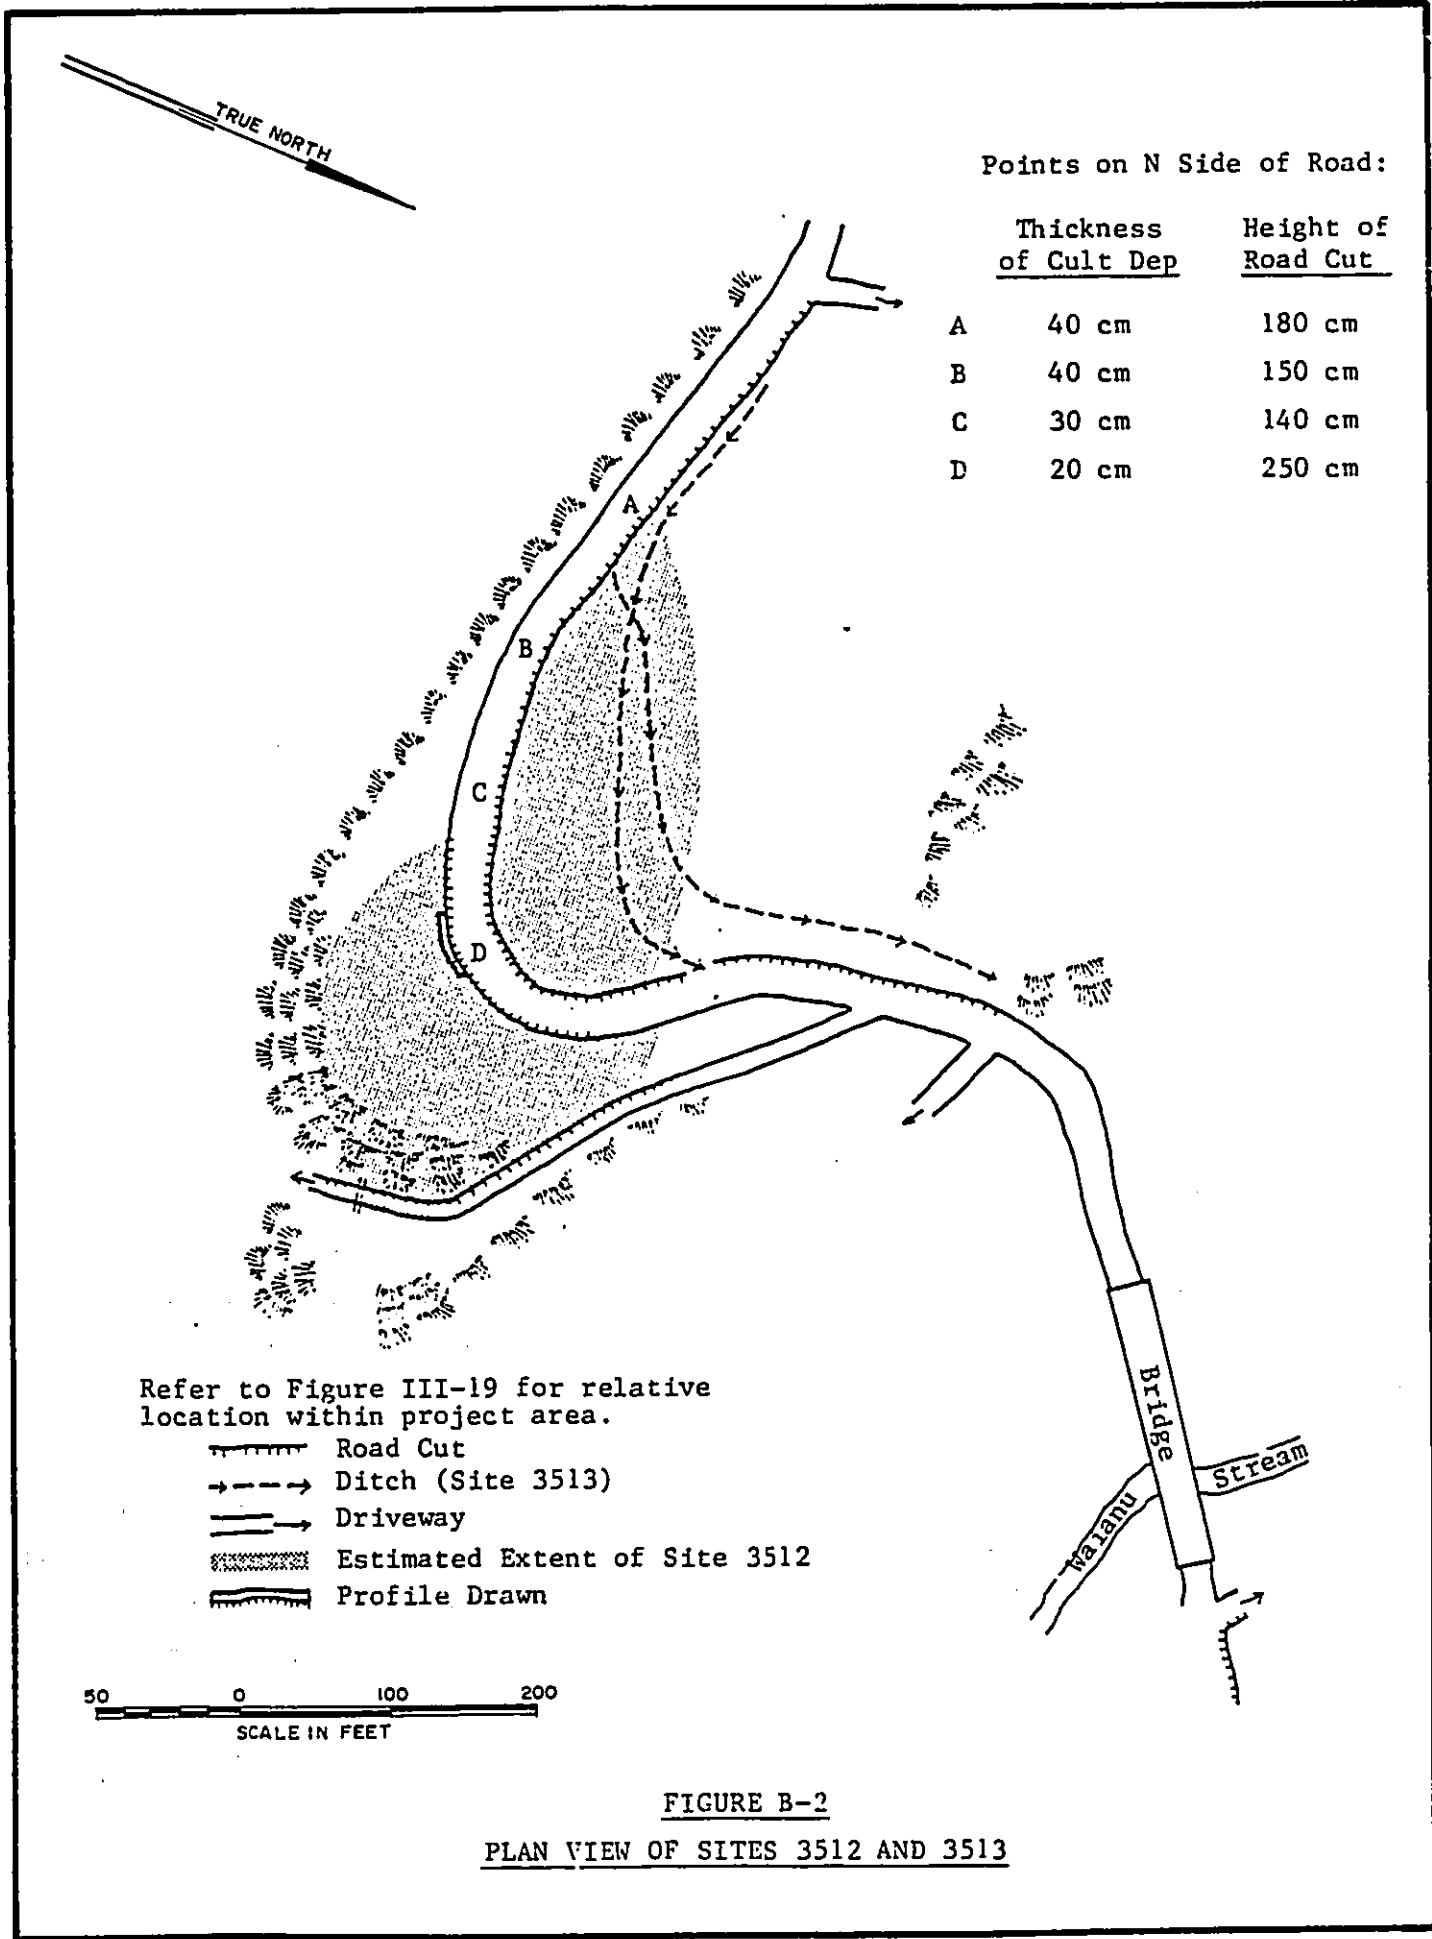 TRUE NORTH
Points on N Side of Road:
Thickness of Cult Dep Height of Road Cut
A 40 cm 180 cm
B 40 cm 150 cm
C 30 cm 140 cm
D 20 cm 250 cm
A
B
C
D
Bridge
Waianu Stream
Refer to Figure III-19 for relative
location within project area.
Road Cut
Ditch (Site 3513)
Driveway
Estimated Extent of Site 3512
Profile Drawn
50 0 100 200
SCALE IN FEET
FIGURE B-2
PLAN VIEW OF SITES 3512 AND 3513